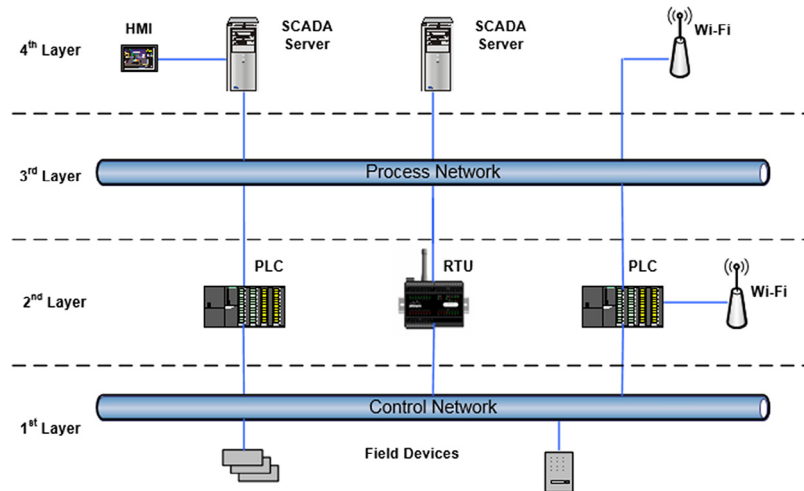 HMI
SCADA
Server
SCADA
Server
Wi-Fi
4th Layer
Process Network
3rd Layer
PLC
RTU
PLC
Wi-Fi
2nd Layer
Control Network
1st Layer
Field Devices